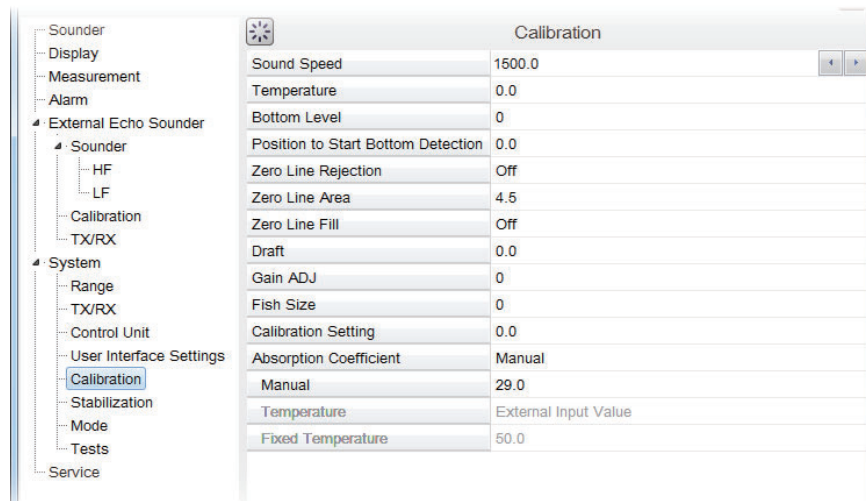 Sounder
Display
Measurement
Alarm
External Echo Sounder
Sounder
HF
LF
Calibration
TX/RX
System
Range
TX/RX
Control Unit
User Interface Settings
Calibration
Stabilization
Mode
Tests
Service
Calibration
Sound Speed 1500.0
Temperature 0.0
Bottom Level 0
Position to Start Bottom Detection 0.0
Zero Line Rejection Off
Zero Line Area 4.5
Zero Line Fill Off
Draft 0.0
Gain ADJ 0
Fish Size 0
Calibration Setting 0.0
Absorption Coefficient Manual
Manual 29.0
Temperature External Input Value
Fixed Temperature 50.0